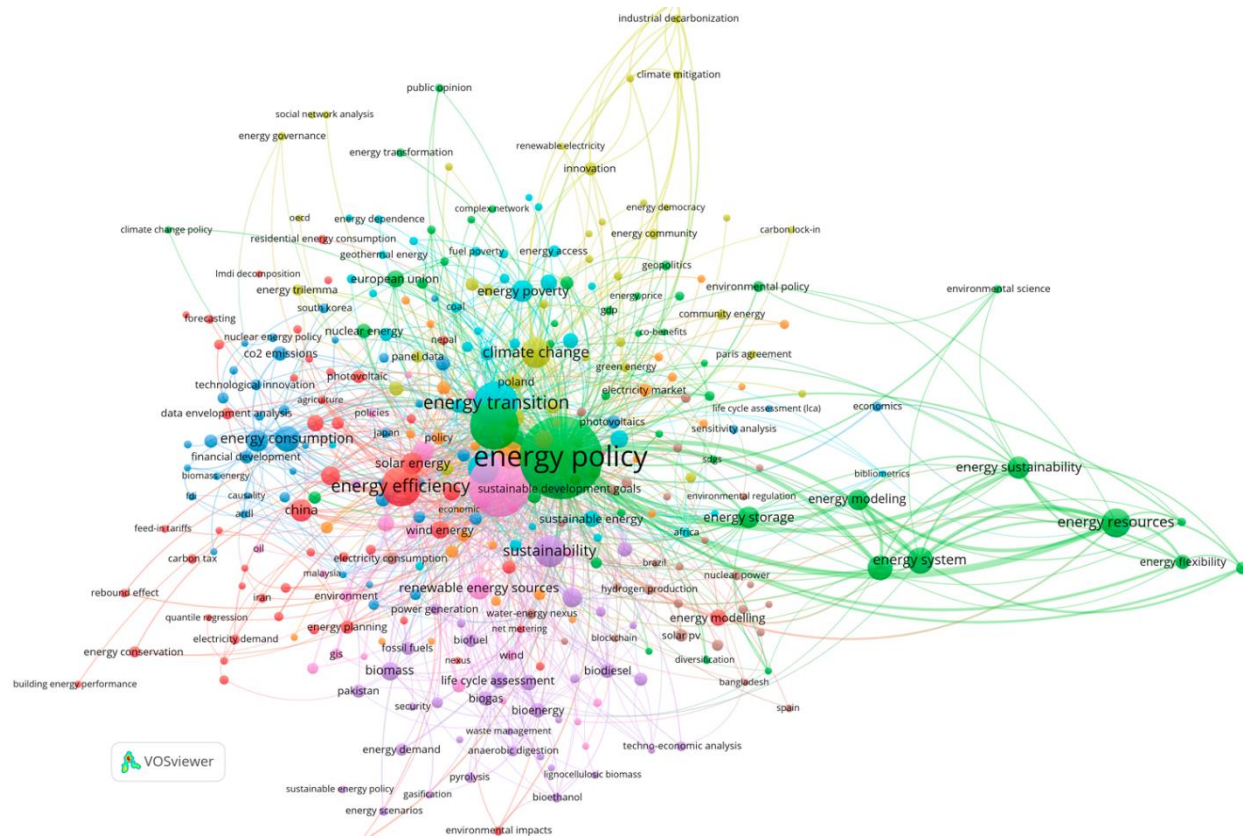 industrial decarbonization
climate mitigation
public opinion
social network analysis
energy governance
energy transformation
renewable electricity
innovation
oecd
energy dependence
complex network
energy democracy
climate change policy
residential energy consumption
energy community
carbon lock-in
geothermal energy
fuel poverty
energy access
lmdi decomposition
european union
geopolitics
energy trilemma
energy poverty
environmental policy
environmental science
energy price
south korea
coal
gdp
community energy
forecasting
nuclear energy
co-benefits
nuclear energy policy
nepal
co2 emissions
panel data
climate change
paris agreement
green energy
technological innovation
photovoltaic
poland
electricity market
agriculture
energy transition
life cycle assessment (lca)
economics
data envelopment analysis
policies
photovoltaics
sensitivity analysis
energy consumption
japan
policy
financial development
solar energy
energy policy
sdgs
energy sustainability
biomass energy
bibliometrics
energy efficiency
sustainable development goals
fdi
causality
environmental regulation
energy modeling
ardl
china
economic
energy storage
sustainable energy
energy resources
feed-in tariffs
wind energy
africa
oil
carbon tax
electricity consumption
sustainability
energy system
energy flexibility
malaysia
brazil
nuclear power
rebound effect
iran
environment
renewable energy sources
hydrogen production
quantile regression
power generation
water-energy nexus
energy modelling
energy planning
net metering
electricity demand
biofuel
blockchain
solar pv
energy conservation
fossil fuels
gis
nexus
wind
diversification
biomass
biodiesel
building energy performance
life cycle assessment
bangladesh
pakistan
biogas
security
bioenergy
spain
waste management
energy demand
anaerobic digestion
techno-economic analysis
VOSviewer
pyrolysis
lignocellulosic biomass
sustainable energy policy
gasification
bioethanol
energy scenarios
environmental impacts